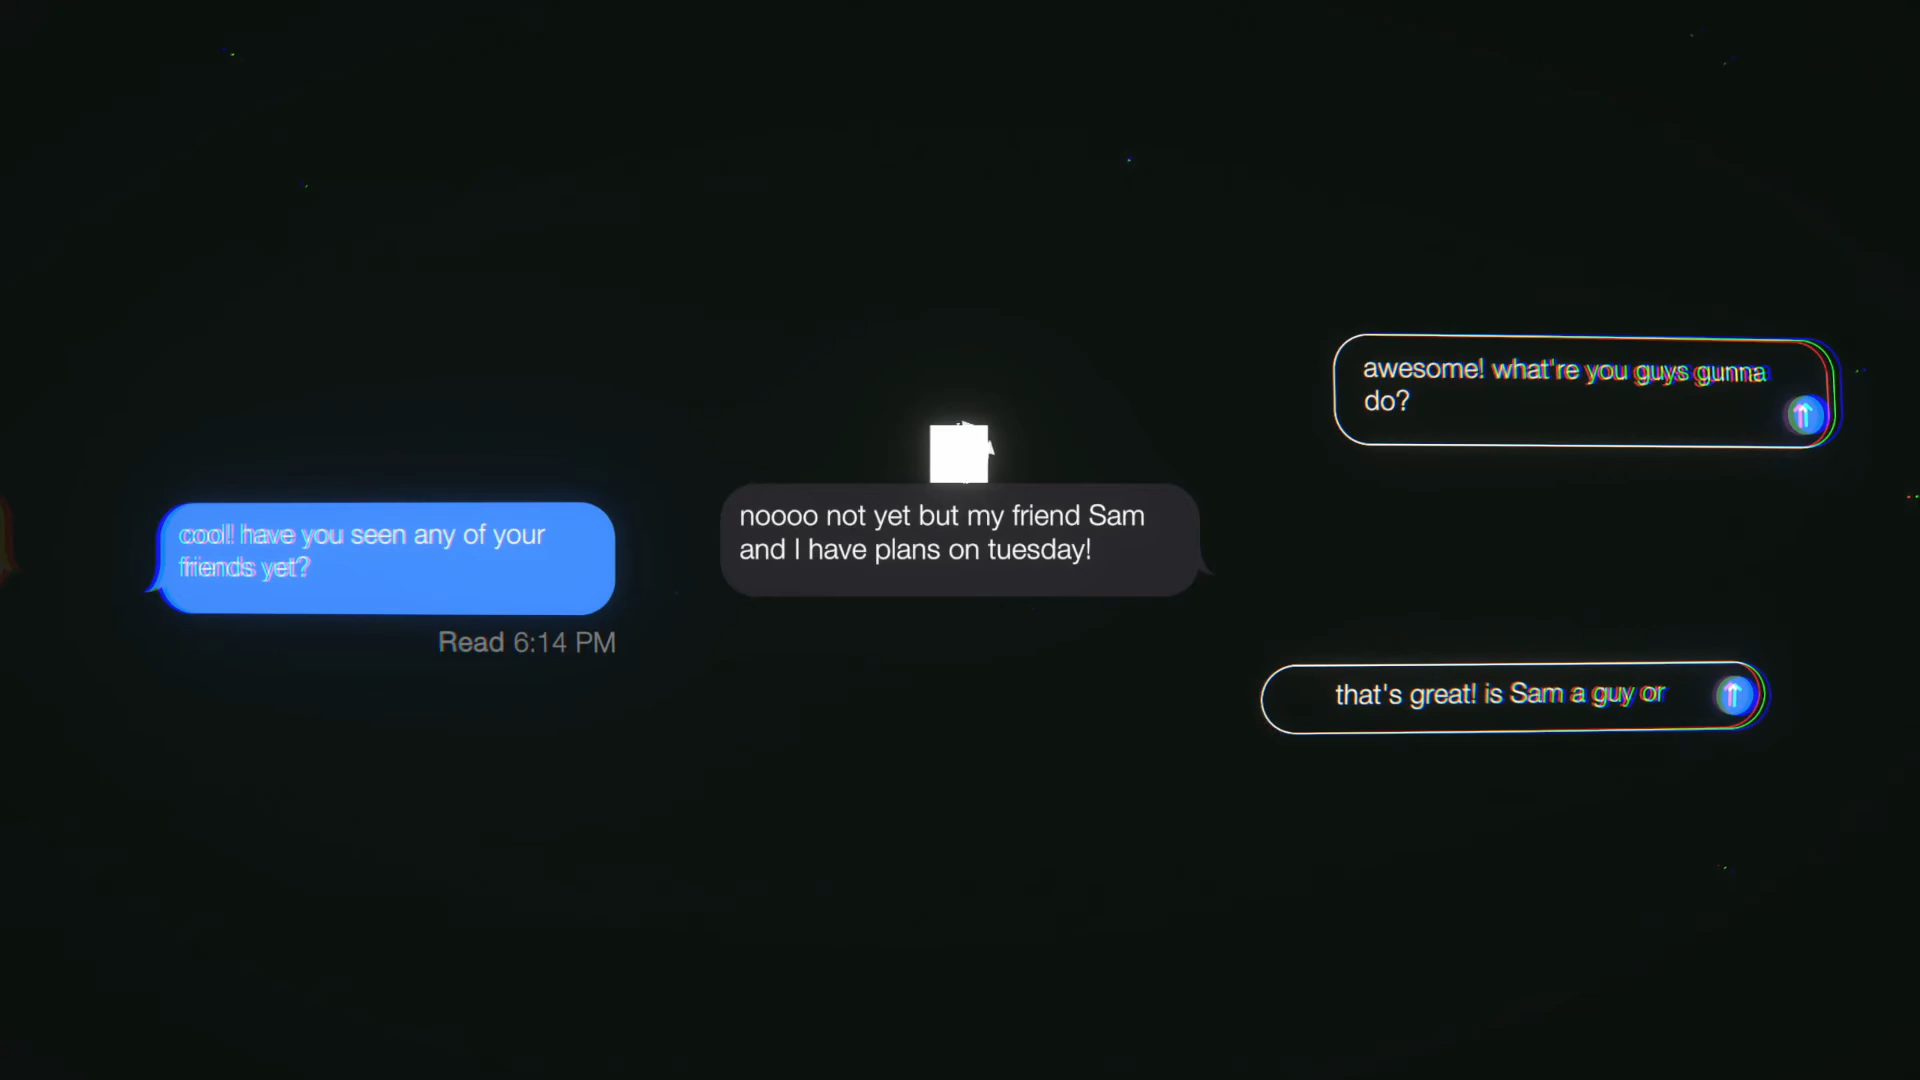 cool! have you seen any of your
friends yet?
Read 6:14 PM
noooo not yet but my friend Sam
and I have plans on tuesday!
awesome! what're you guys gunna
do?
that's great! is Sam a guy or